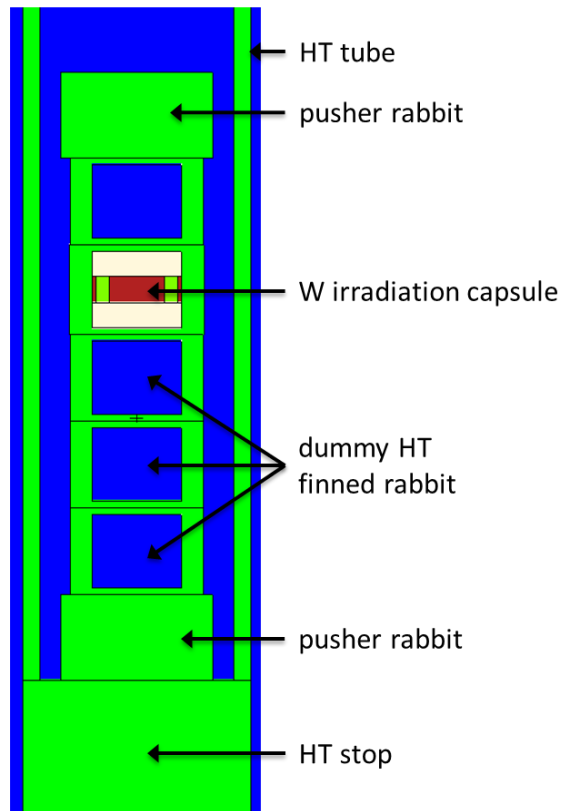 HT tube
pusher rabbit
W irradiation capsule
dummy HT
finned rabbit
pusher rabbit
HT stop